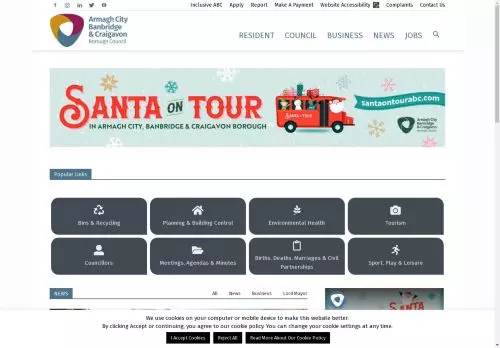 Inclusive ABC Apply Report Make A Payment Website Accessibility Complaints Contact Us
Armagh City
Banbridge
& Craigavon
Borough Council
RESIDENT COUNCIL BUSINESS NEWS JOBS
SANTA ON TOUR
IN ARMAGH CITY, BANBRIDGE & CRAIGAVON BOROUGH
SANTA-TOUR
santaontourabc.com
Armagh City
Banbridge
& Craigavon
Borough Council
Popular Links
Bins & Recycling
Planning & Building Control
Environmental Health
Tourism
Councillors
Meetings, Agendas & Minutes
Births, Deaths, Marriages & Civil
Partnerships
Sport, Play & Leisure
NEWS
All News Business Lord Mayor
We use cookies on your computer or mobile device to make this website better.
By clicking Accept or continuing, you agree to our cookie policy You can change your cookie settings at any time.
I Accept Cookies Reject All Read More About Our Cookie Policy